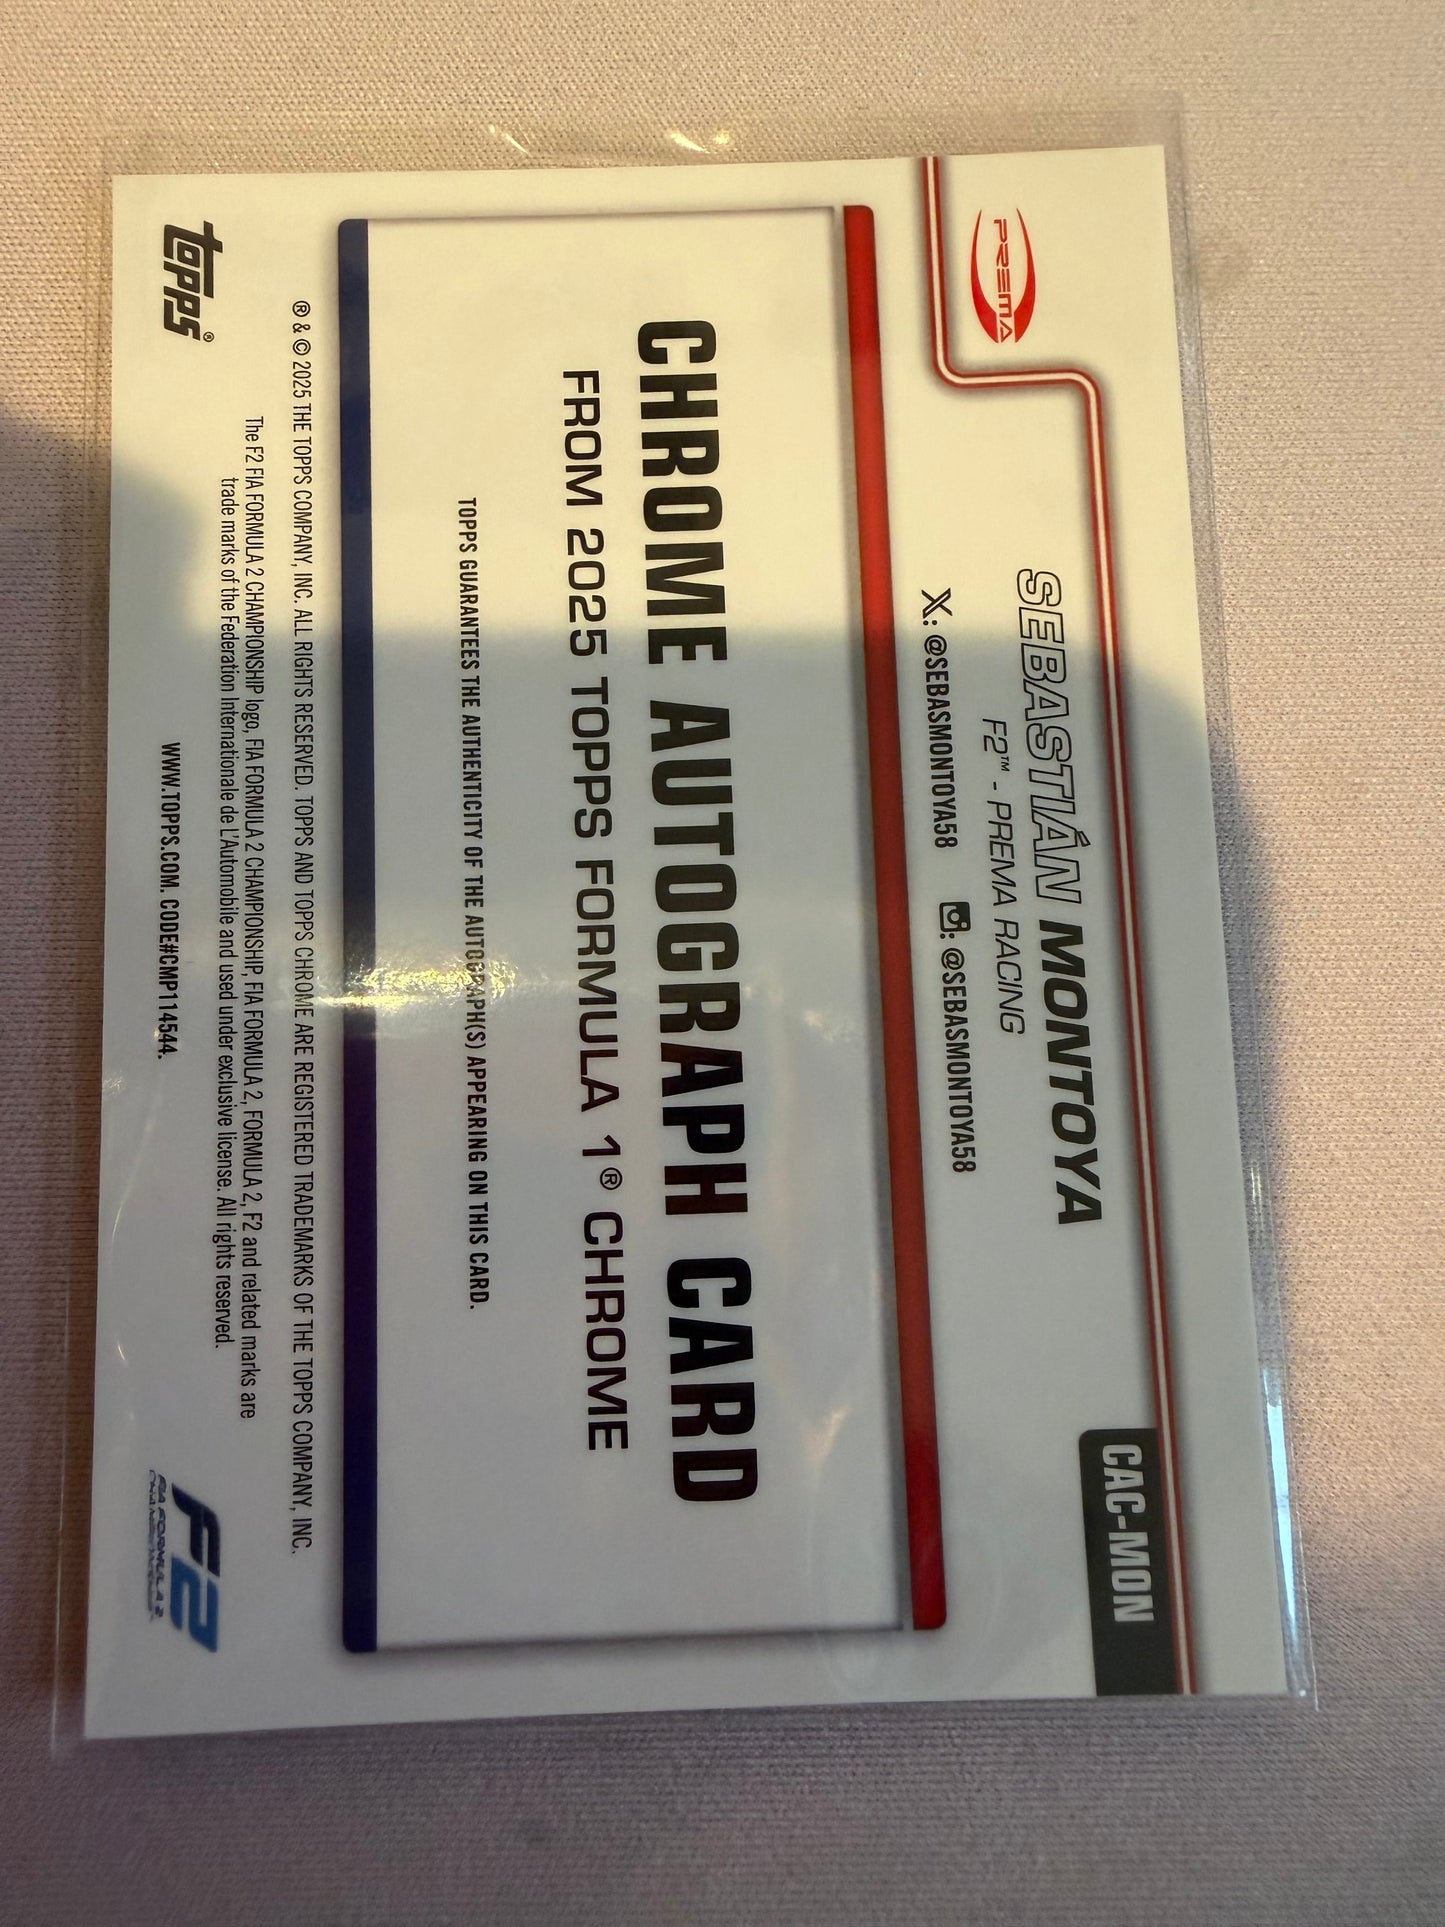 PREMA
SEBASTIÁN MONTOYA
F2™ - PREMA RACING
X: @SEBASMONTOYA58 : @SEBASMONTOYA58
CAC-MON
CHROME AUTOGRAPH CARD
FROM 2025 TOPPS FORMULA 1® CHROME
TOPPS GUARANTEES THE AUTHENTICITY OF THE AUTOGRAPH(S) APPEARING ON THIS CARD.
® & © 2025 THE TOPPS COMPANY, INC. ALL RIGHTS RESERVED. TOPPS AND TOPPS CHROME ARE REGISTERED TRADEMARKS OF THE TOPPS COMPANY, INC.
The F2 FIA FORMULA 2 CHAMPIONSHIP logo, FIA FORMULA 2 CHAMPIONSHIP, FIA FORMULA 2, FORMULA 2, F2 and related marks are
trade marks of the Federation Internationale de L'Automobile and used under exclusive license. All rights reserved.
topps®
WWW.TOPPS.COM. CODE#CMP114544.
F2
FIA FORMULA 2